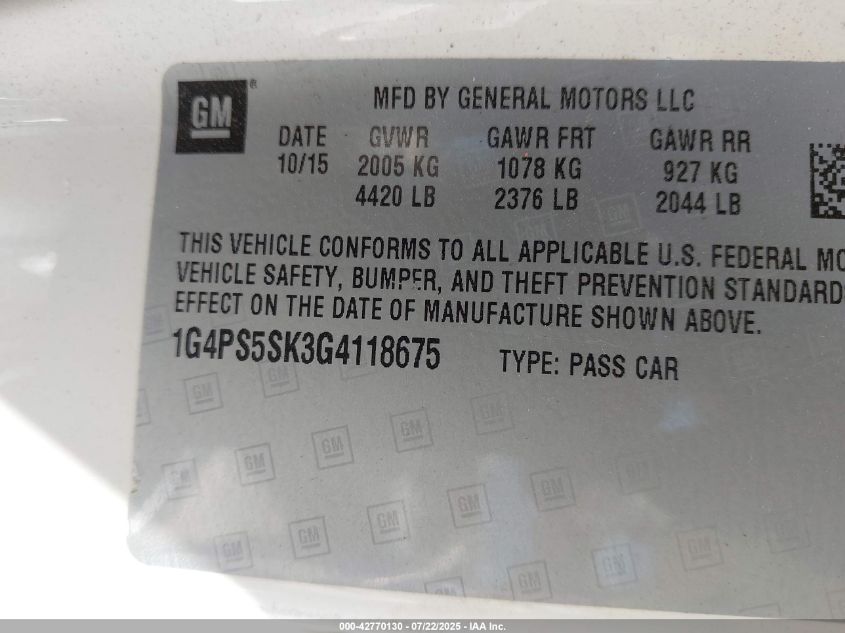 GM ®
MFD BY GENERAL MOTORS LLC
DATE GVWR GAWR FRT GAWR RR
10/15 2005 KG 1078 KG 927 KG
4420 LB 2376 LB 2044 LB
THIS VEHICLE CONFORMS TO ALL APPLICABLE U.S. FEDERAL MO
VEHICLE SAFETY, BUMPER, AND THEFT PREVENTION STANDARD
EFFECT ON THE DATE OF MANUFACTURE SHOWN ABOVE.
1G4PS5SK3G4118675 TYPE: PASS CAR
000-42770130 - 07/22/2025 - IAA Inc.